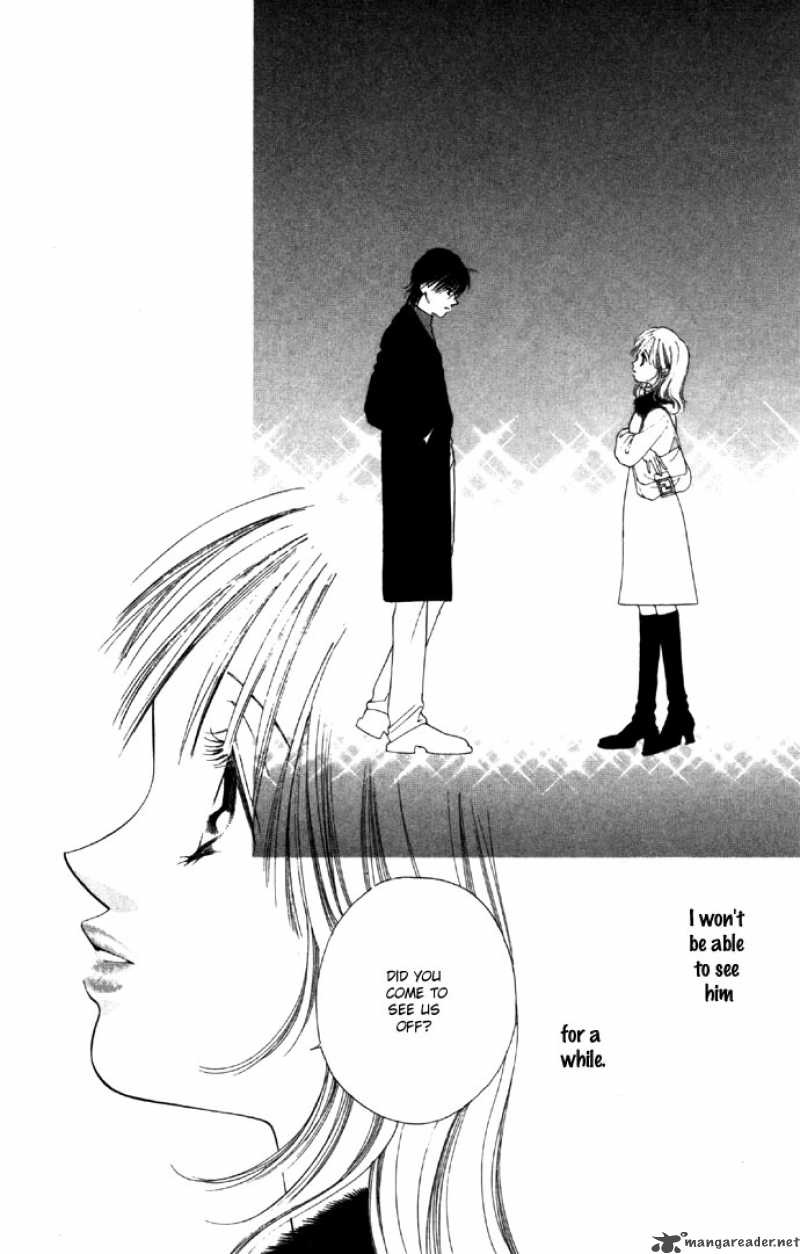 I won't
be able
to see
him
for a
while.
DID YOU
COME TO
SEE US
OFF?
mangareader.net